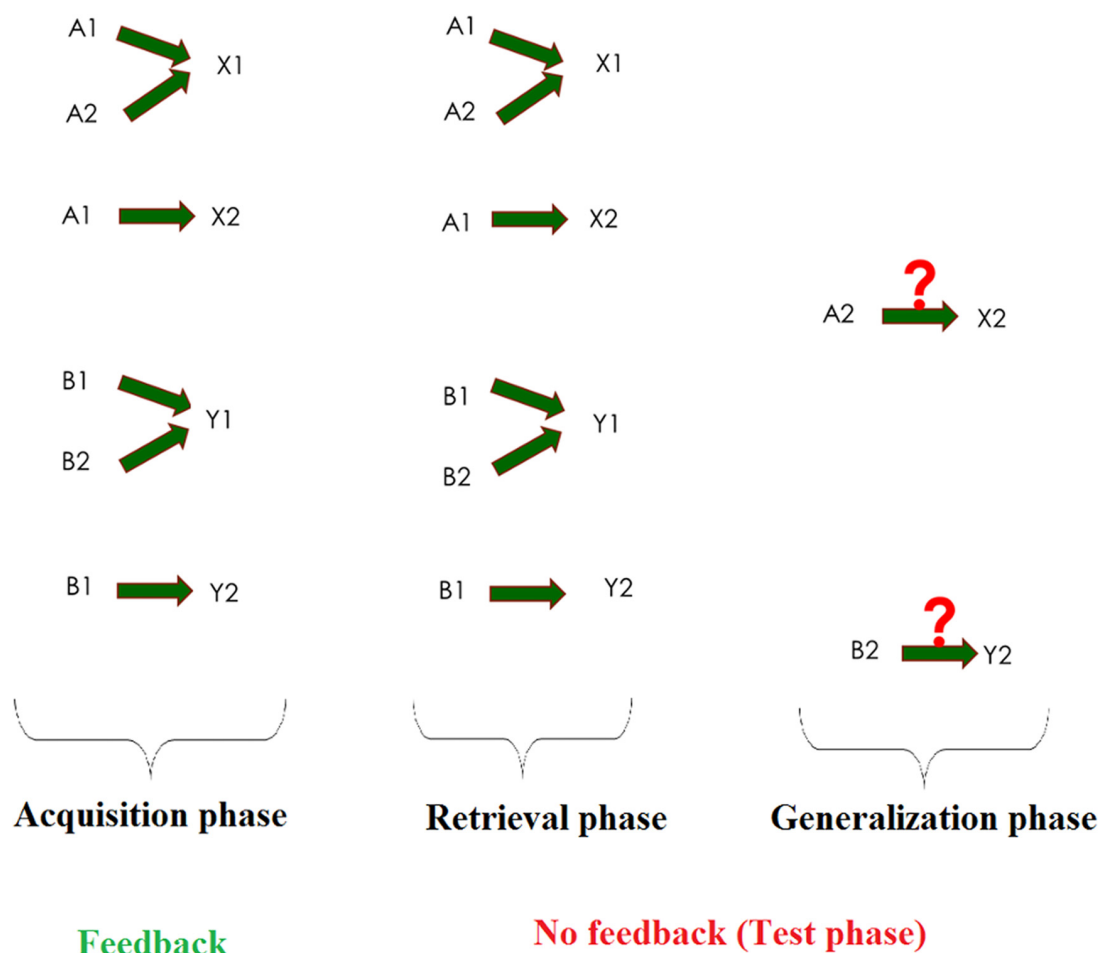 A1
X1
A2
A1 X2
B1
Y1
B2
B1 Y2
Acquisition phase
Feedback
A1
X1
A2
A1 X2
B1
Y1
B2
B1 Y2
Retrieval phase
?
A2 X2
?
B2 Y2
Generalization phase
No feedback (Test phase)